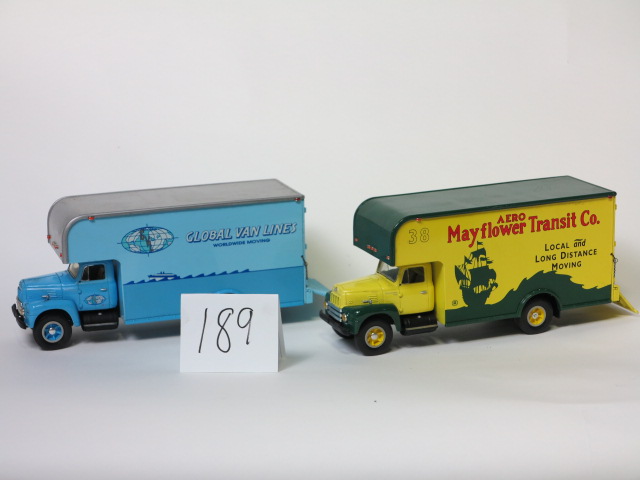 GLOBAL VAN LINES
WORLDWIDE MOVING
189
38
AERO
Mayflower Transit Co.
LOCAL and
LONG DISTANCE
MOVING